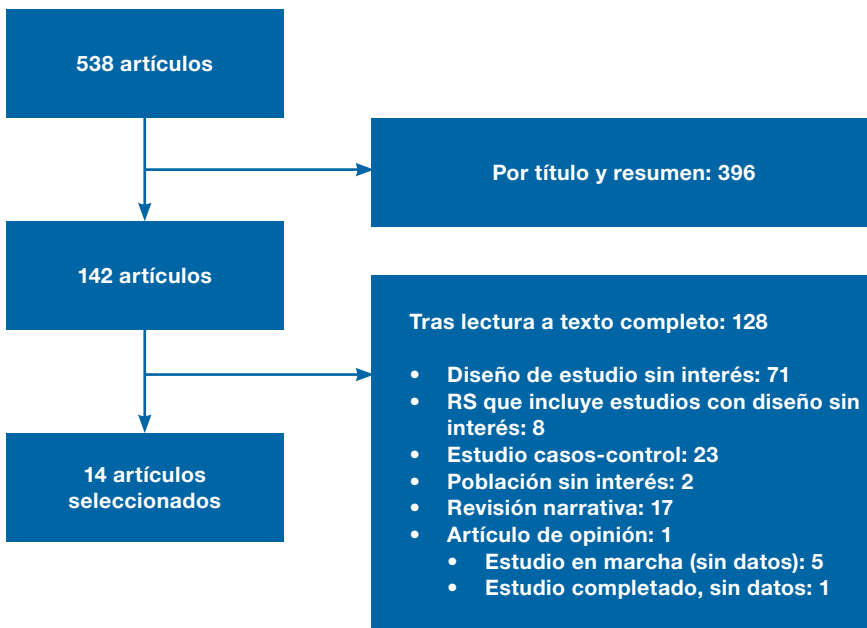 538 artículos
Por título y resumen: 396
142 artículos
Tras lectura a texto completo: 128
• Diseño de estudio sin interés: 71
• RS que incluye estudios con diseño sin
interés: 8
• Estudio casos-control: 23
• Población sin interés: 2
• Revisión narrativa: 17
• Artículo de opinión: 1
• Estudio en marcha (sin datos): 5
• Estudio completado, sin datos: 1
14 artículos
seleccionados